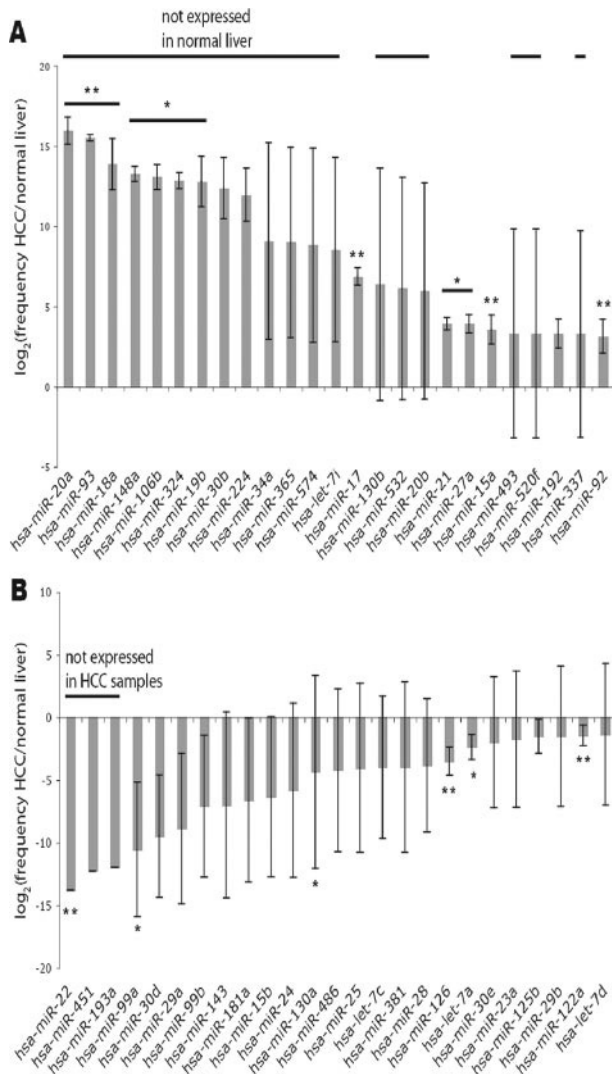 A
not expressed
in normal liver
log2(frequency HCC/normal liver)
20
15
10
5
0
-5
**
*
**
*
**
**
hsa-miR-20a
hsa-miR-93
hsa-miR-18a
hsa-miR-148a
hsa-miR-106b
hsa-miR-324
hsa-miR-19b
hsa-miR-30b
hsa-miR-224
hsa-miR-34a
hsa-miR-365
hsa-miR-574
hsa-let-7i
hsa-miR-17
hsa-miR-130b
hsa-miR-532
hsa-miR-20b
hsa-miR-21
hsa-miR-27a
hsa-miR-15a
hsa-miR-493
hsa-miR-520f
hsa-miR-192
hsa-miR-337
hsa-miR-92
B
not expressed
in HCC samples
log2(frequency HCC/normal liver)
10
5
0
-5
-10
-15
-20
**
*
*
**
*
**
hsa-miR-22
hsa-miR-451
hsa-miR-193a
hsa-miR-99a
hsa-miR-30d
hsa-miR-29a
hsa-miR-99b
hsa-miR-143
hsa-miR-181a
hsa-miR-15b
hsa-miR-24
hsa-miR-130a
hsa-miR-486
hsa-miR-25
hsa-let-7c
hsa-miR-381
hsa-miR-28
hsa-miR-126
hsa-let-7a
hsa-miR-30e
hsa-miR-23a
hsa-miR-125b
hsa-miR-29b
hsa-miR-122a
hsa-let-7d